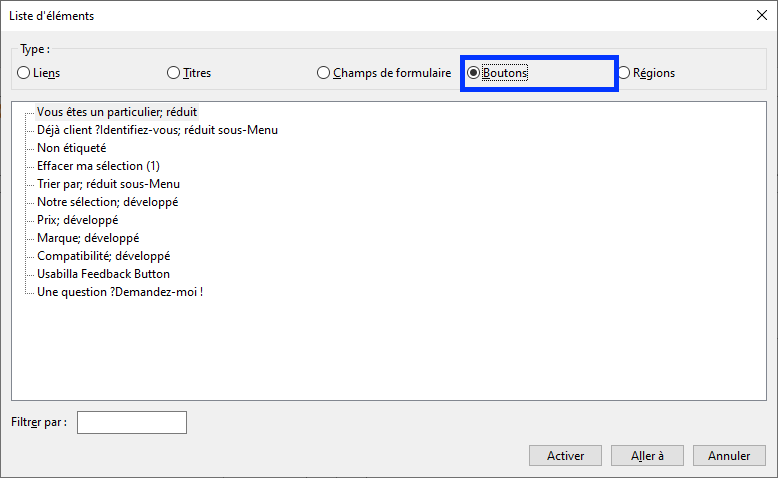 Liste d'éléments
Type :
Liens
Titres
Champs de formulaire
Boutons
Régions
Vous êtes un particulier; réduit
Déjà client ?Identifiez-vous; réduit sous-Menu
Non étiqueté
Effacer ma sélection (1)
Trier par; réduit sous-Menu
Notre sélection; développé
Prix; développé
Marque; développé
Compatibilité; développé
Usabilla Feedback Button
Une question ?Demandez-moi !
Filtrer par :
Activer
Aller à
Annuler